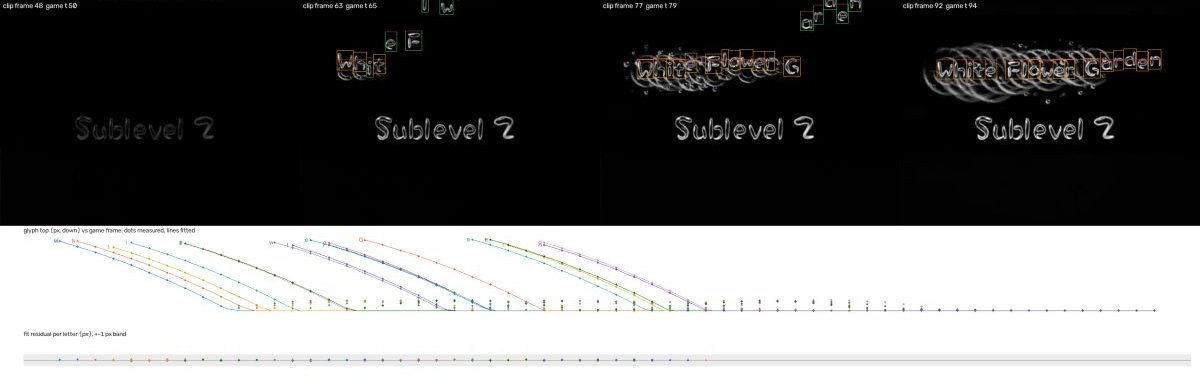 clip frame 48 game t 50
clip frame 63 game t 65
clip frame 77 game t 79
clip frame 92 game t 94
l w
e F
Whit
ar e n
White Flower G
White Flower Garden
Sublevel 2
Sublevel 2
Sublevel 2
Sublevel 2
glyph top (px, down) vs game frame: dots measured, lines fitted
fit residual per letter (px), +-1 px band